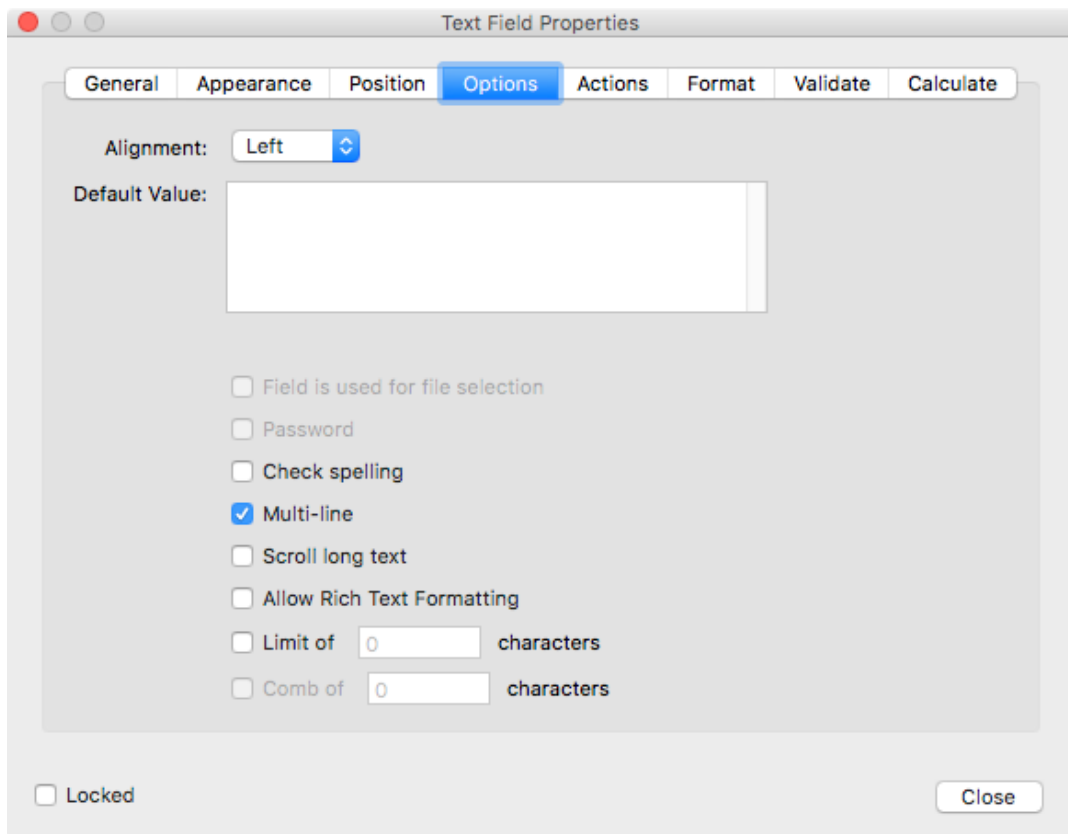 Text Field Properties
General Appearance Position Options Actions Format Validate Calculate
Alignment: Left
Default Value:
Field is used for file selection
Password
Check spelling
Multi-line
Scroll long text
Allow Rich Text Formatting
Limit of 0 characters
Comb of 0 characters
Locked Close